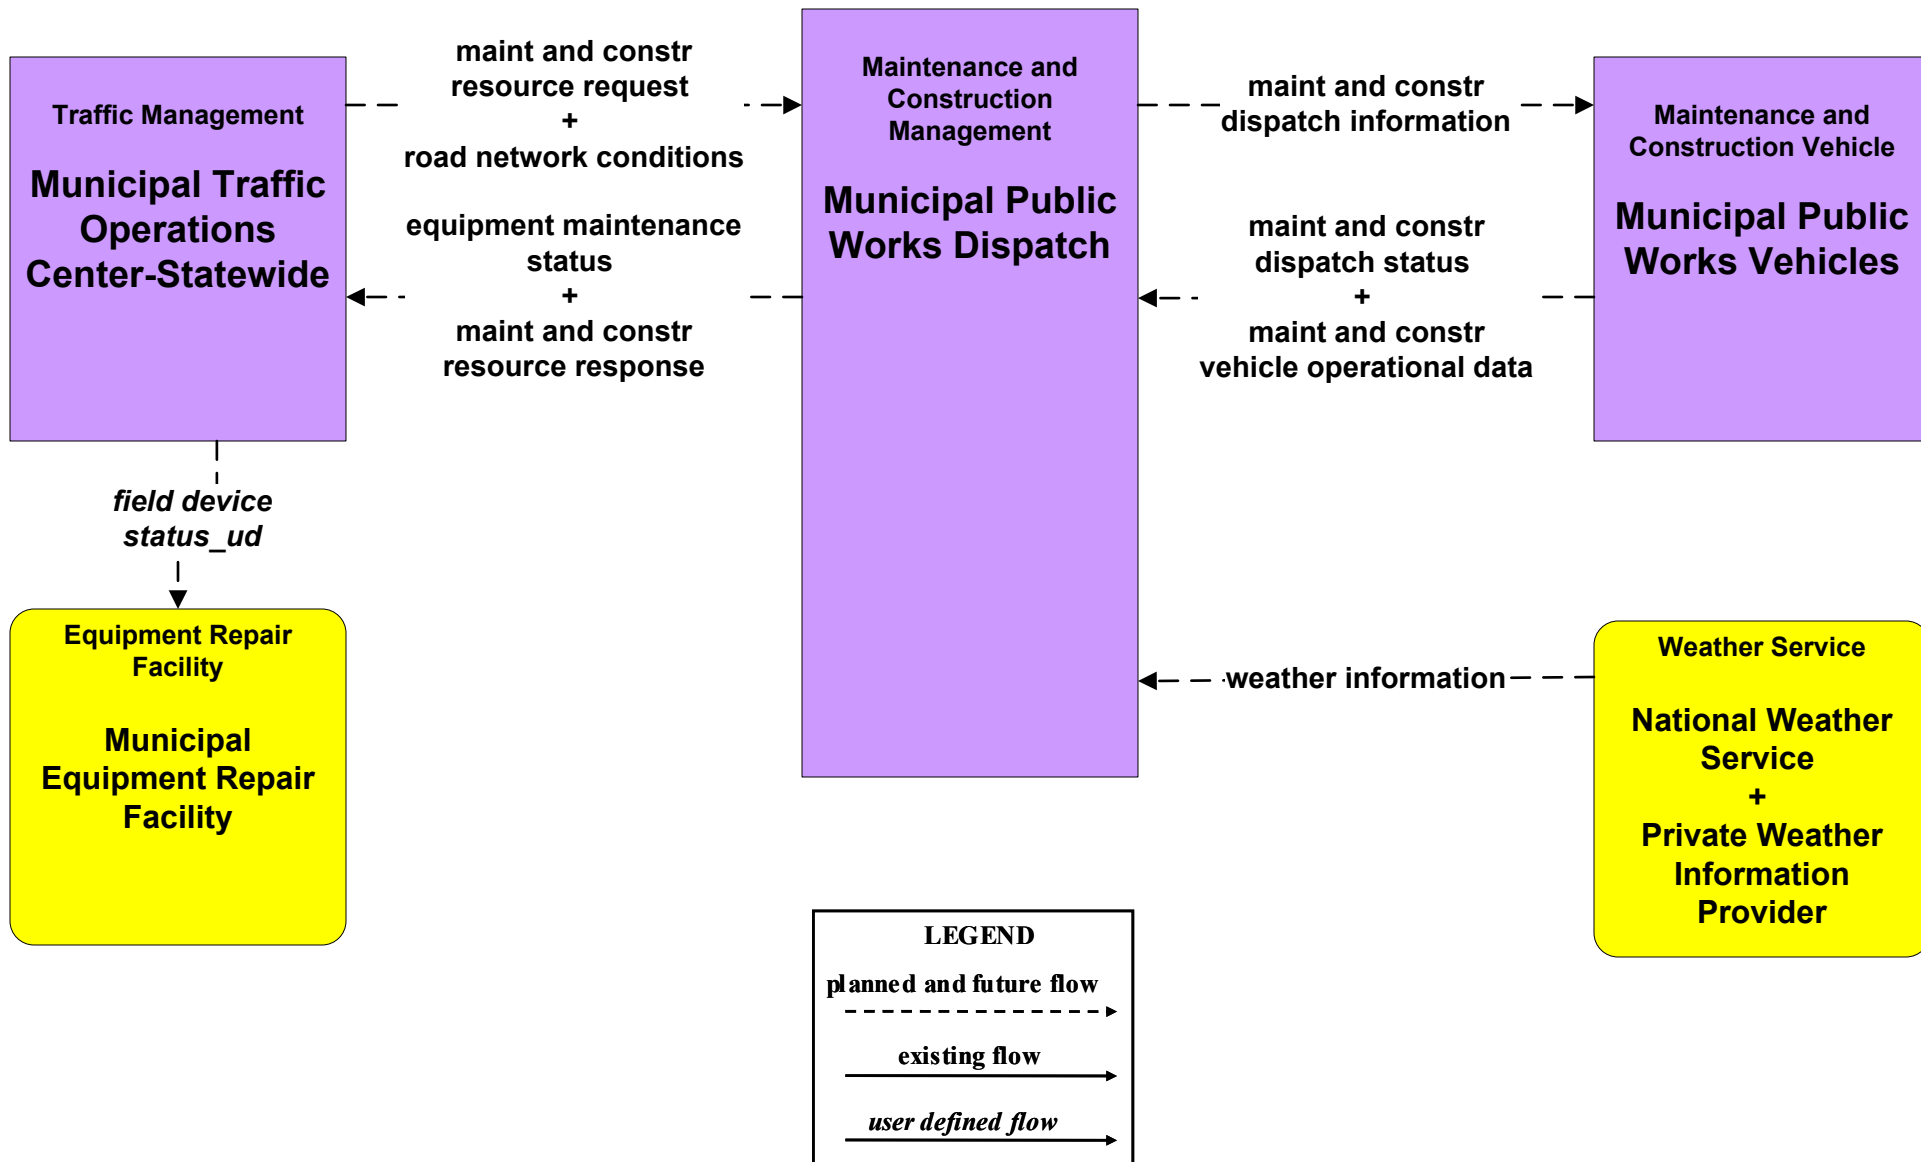 Traffic Management
Municipal Traffic
Operations
Center-Statewide
maint and constr
resource request
+
road network conditions
equipment maintenance
status
+
maint and constr
resource response
Maintenance and
Construction
Management
Municipal Public
Works Dispatch
maint and constr
dispatch information
maint and constr
dispatch status
+
maint and constr
vehicle operational data
Maintenance and
Construction Vehicle
Municipal Public
Works Vehicles
field device
status_ud
Equipment Repair
Facility
Municipal
Equipment Repair
Facility
weather information
Weather Service
National Weather
Service
+
Private Weather
Information
Provider
LEGEND
planned and future flow
existing flow
user defined flow